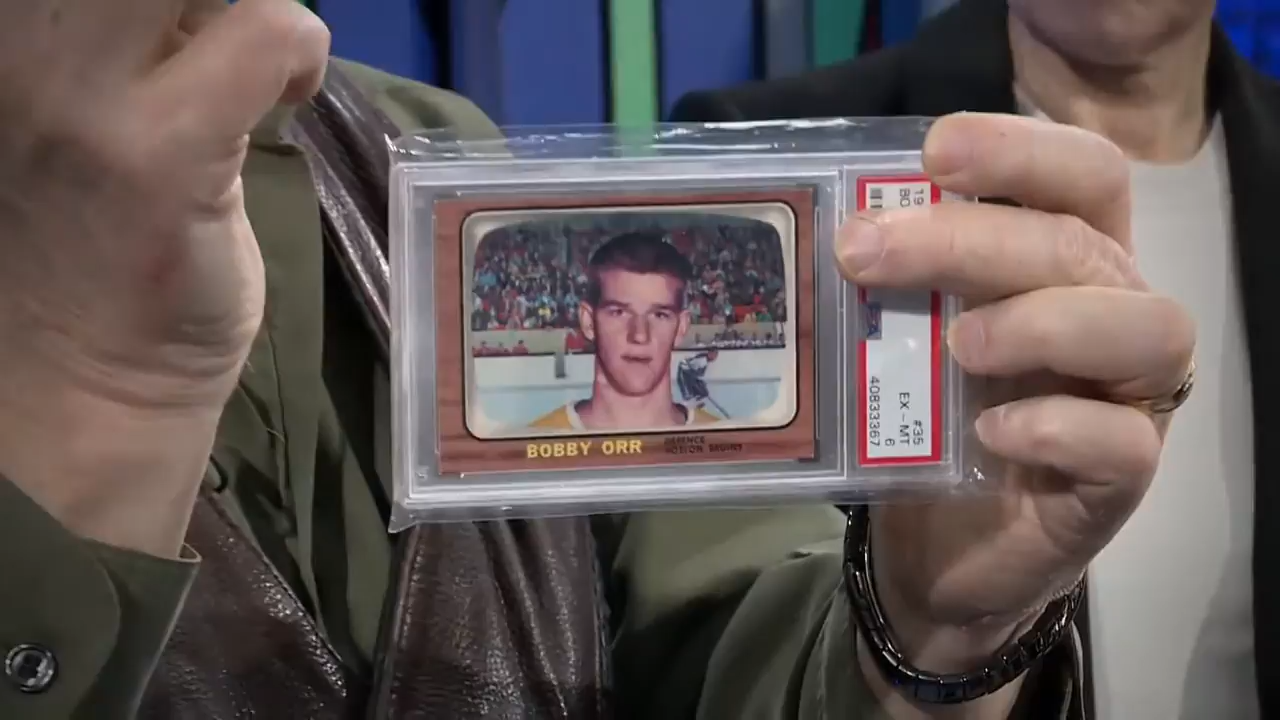 BOBBY ORR
DEFENCE
BOSTON BRUINS
19
BO
#35
EX - MT
6
40833367